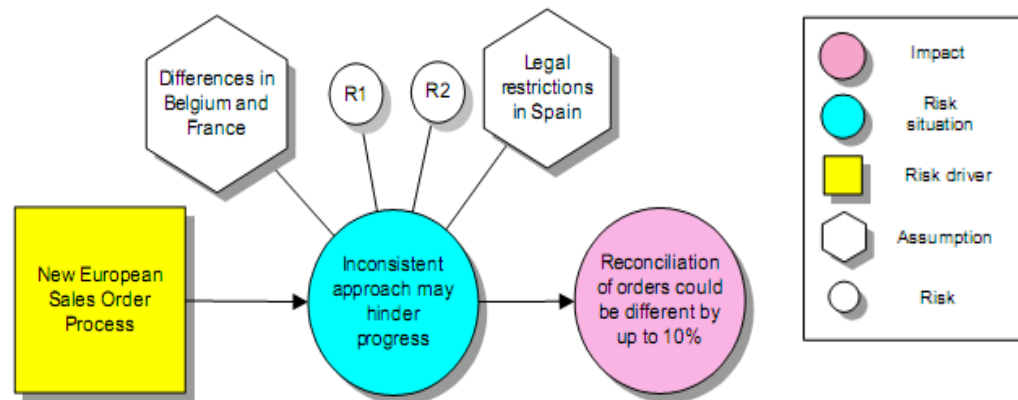 Differences in
Belgium and
France
R1
R2
Legal
restrictions
in Spain
New European
Sales Order
Process
Inconsistent
approach may
hinder
progress
Reconciliation
of orders could
be different by
up to 10%
Impact
Risk
situation
Risk driver
Assumption
Risk